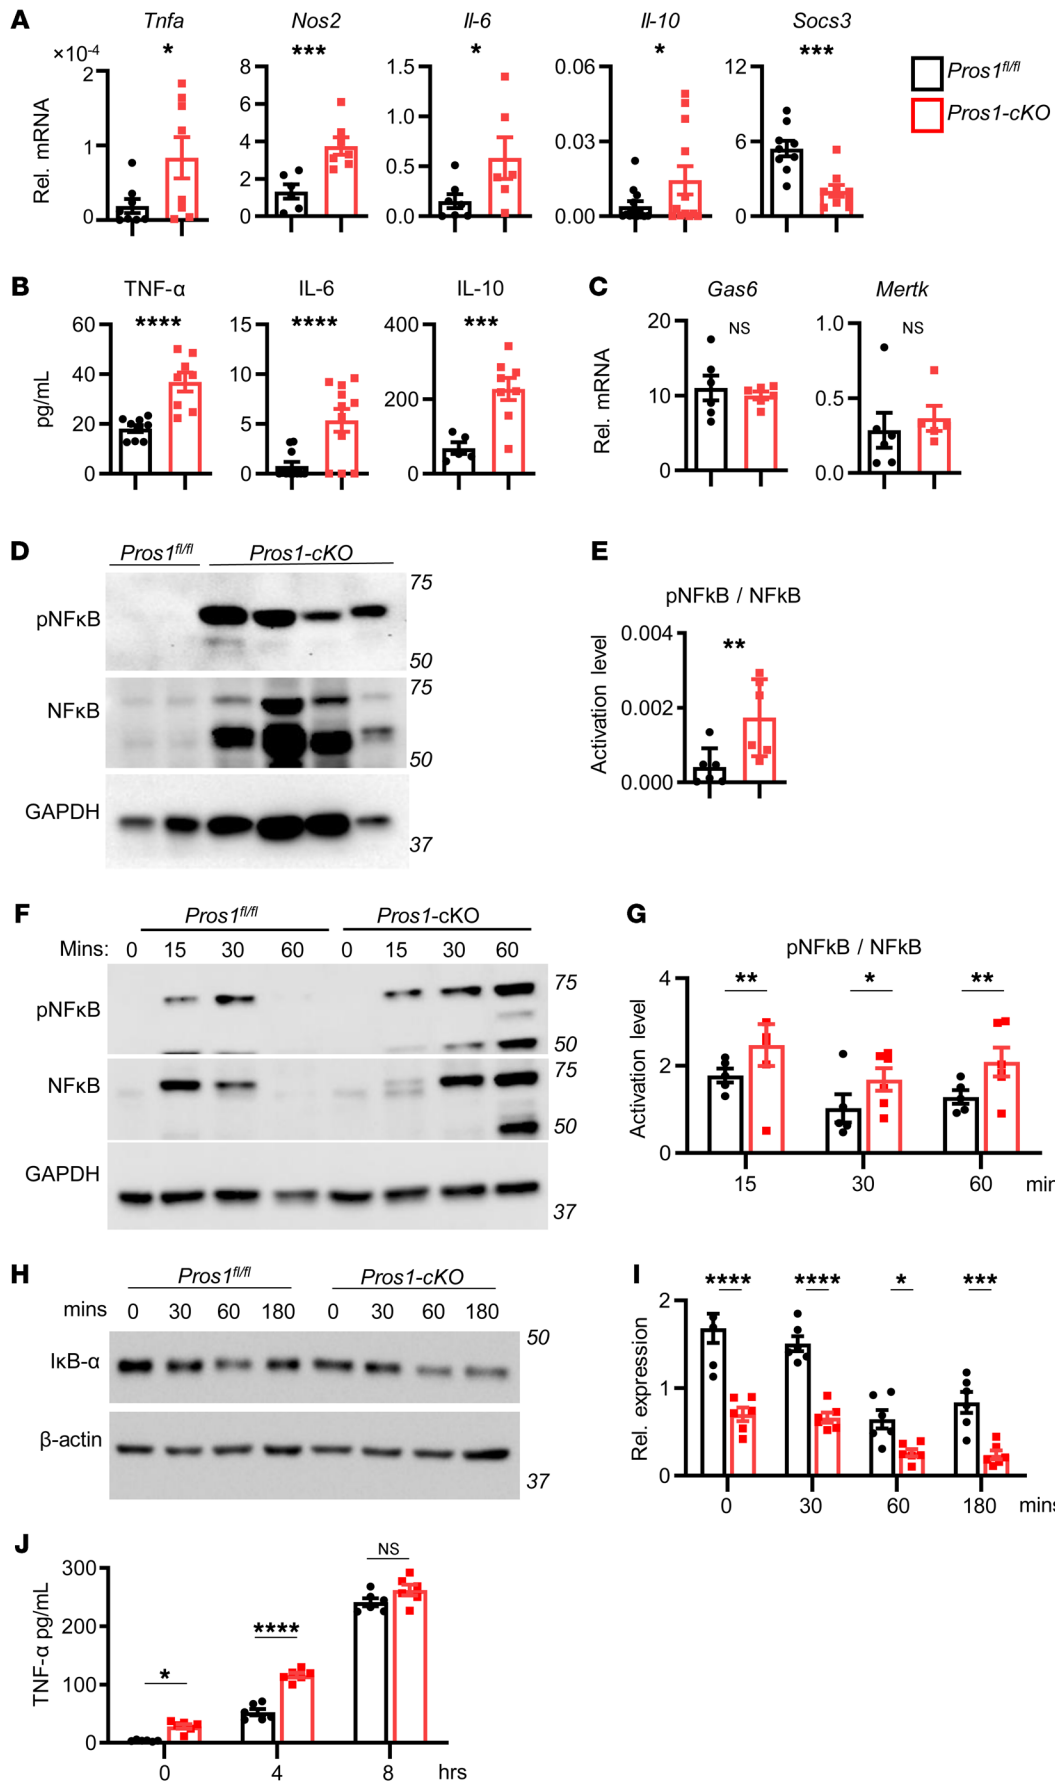 A
Tnfa Nos2 Il-6 Il-10 Socs3
* *** * * ***
×10-4
2 8 1.5 0.06 12
6
1.0
Rel. mRNA 1 4 0.03 6
0.5
2
0 0 0.0 0.00 0
Pros1fl/fl
Pros1-cKO
B
TNF-α IL-6 IL-10
**** **** ***
60 15 400
40 10
pg/mL 200
20 5
0 0 0
C
Gas6 Mertk
NS NS
20 1.0
Rel. mRNA 10 0.5
0 0.0
D
Pros1fl/fl Pros1-cKO
75
pNFκB
50
75
NFκB
50
GAPDH
37
E
pNFkB / NFkB
0.004
**
Activation level 0.002
0.000
F
Pros1fl/fl Pros1-cKO
Mins: 0 15 30 60 0 15 30 60
75
pNFκB
50
75
NFκB
50
GAPDH
37
G
pNFkB / NFkB
4 ** * **
Activation level 2
0
15 30 60 min
H
Pros1fl/fl Pros1-cKO
mins 0 30 60 180 0 30 60 180
50
IκB-α
β-actin
37
I
**** **** * ***
2
Rel. expression 1
0
0 30 60 180 mins
J
NS
300
TNF-α pg/mL 200
****
* 100
0
0 4 8 hrs